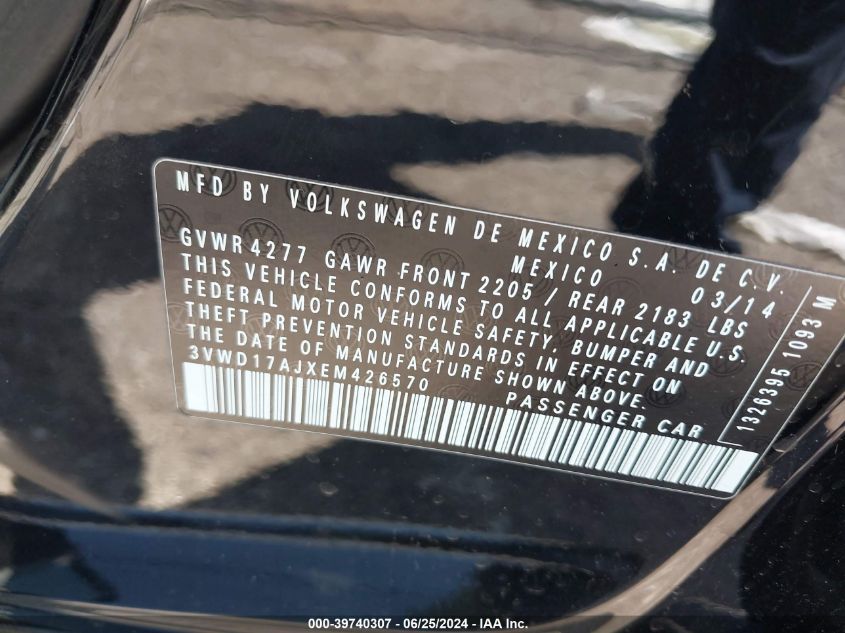 MFD BY VOLKSWAGEN DE MEXICO S.A. DE C.V.
MEXICO 03/14
GVWR 4277 GAWR FRONT 2205 / REAR 2183 LBS
THIS VEHICLE CONFORMS TO ALL APPLICABLE U.S.
FEDERAL MOTOR VEHICLE SAFETY, BUMPER AND
THEFT PREVENTION STANDARDS IN EFFECT ON
THE DATE OF MANUFACTURE SHOWN ABOVE.
3VWD17AJXEM426570 PASSENGER CAR
1326395 1093 M
000-39740307 - 06/25/2024 - IAA Inc.